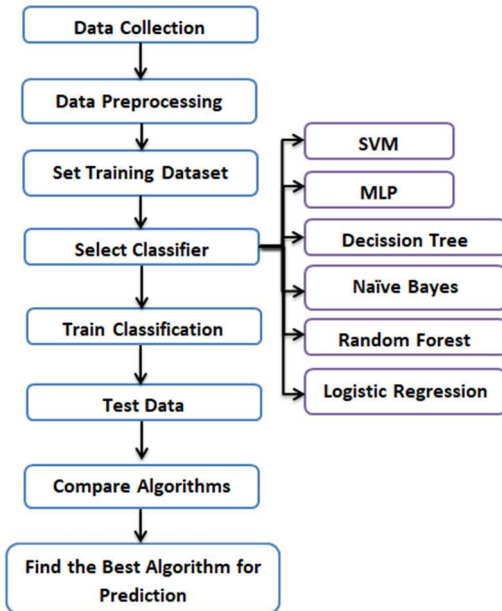 Data Collection
Data Preprocessing
Set Training Dataset
Select Classifier
Train Classification
Test Data
Compare Algorithms
Find the Best Algorithm for
Prediction
SVM
MLP
Decission Tree
Naïve Bayes
Random Forest
Logistic Regression